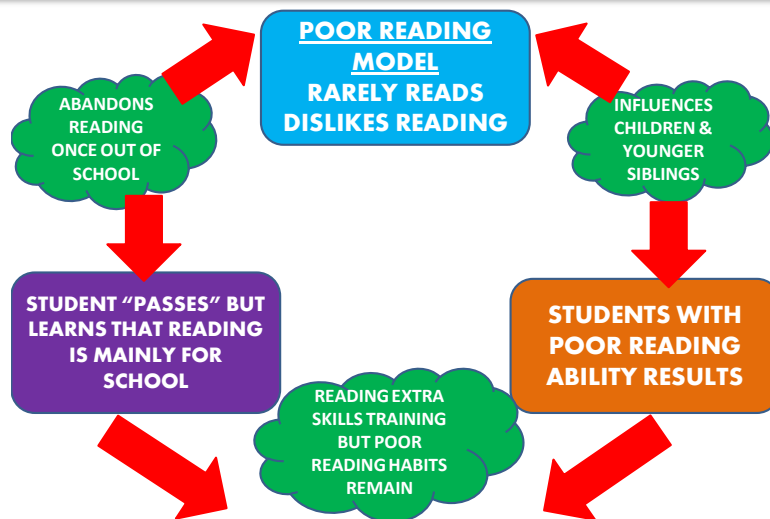 POOR READING
MODEL
RARELY READS
DISLIKES READING
ABANDONS
READING
ONCE OUT OF
SCHOOL
INFLUENCES
CHILDREN &
YOUNGER
SIBLINGS
STUDENT “PASSES” BUT
LEARNS THAT READING
IS MAINLY FOR
SCHOOL
STUDENTS WITH
POOR READING
ABILITY RESULTS
READING EXTRA
SKILLS TRAINING
BUT POOR
READING HABITS
REMAIN